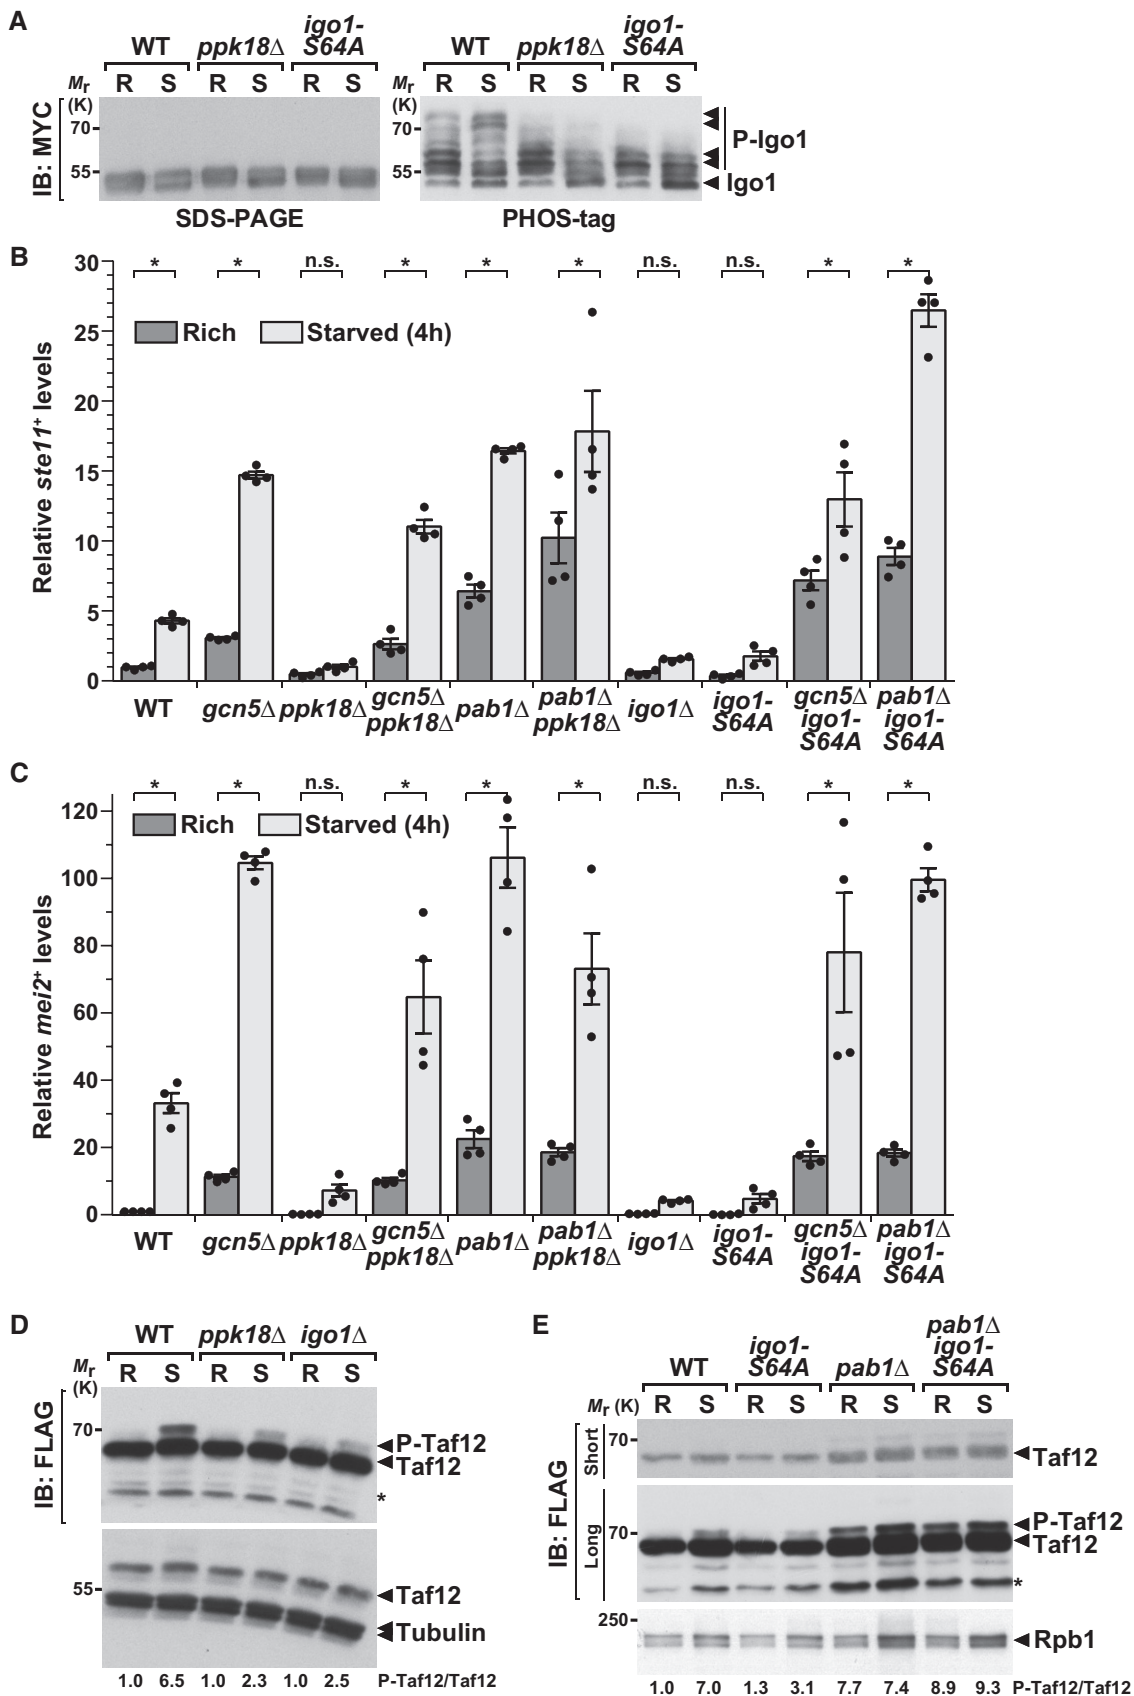 A
WT ppk18Δ igo1-S64A
WT ppk18Δ igo1-S64A
Mr (K) R S R S R S
Mr (K) R S R S R S
IB: MYC
70
55
70
55
P-Igo1
Igo1
SDS-PAGE
PHOS-tag
B
Relative ste11+ levels
30
25
20
15
10
5
0
* * n.s. * * * n.s. n.s. * *
Rich Starved (4h)
WT gcn5Δ ppk18Δ gcn5Δ ppk18Δ pab1Δ pab1Δ ppk18Δ igo1Δ igo1-S64A gcn5Δ igo1-S64A pab1Δ igo1-S64A
C
Relative mei2+ levels
120
100
80
60
40
20
0
* * n.s. * * * n.s. n.s. * *
Rich Starved (4h)
WT gcn5Δ ppk18Δ gcn5Δ ppk18Δ pab1Δ pab1Δ ppk18Δ igo1Δ igo1-S64A gcn5Δ igo1-S64A pab1Δ igo1-S64A
D
WT ppk18Δ igo1Δ
Mr (K) R S R S R S
IB: FLAG
70
P-Taf12
Taf12
*
55
Taf12
Tubulin
1.0 6.5 1.0 2.3 1.0 2.5 P-Taf12/Taf12
E
WT igo1-S64A pab1Δ pab1Δ igo1-S64A
Mr (K) R S R S R S R S
IB: FLAG
Short
70
Taf12
Long
70
P-Taf12
Taf12
*
250
Rpb1
1.0 7.0 1.3 3.1 7.7 7.4 8.9 9.3 P-Taf12/Taf12